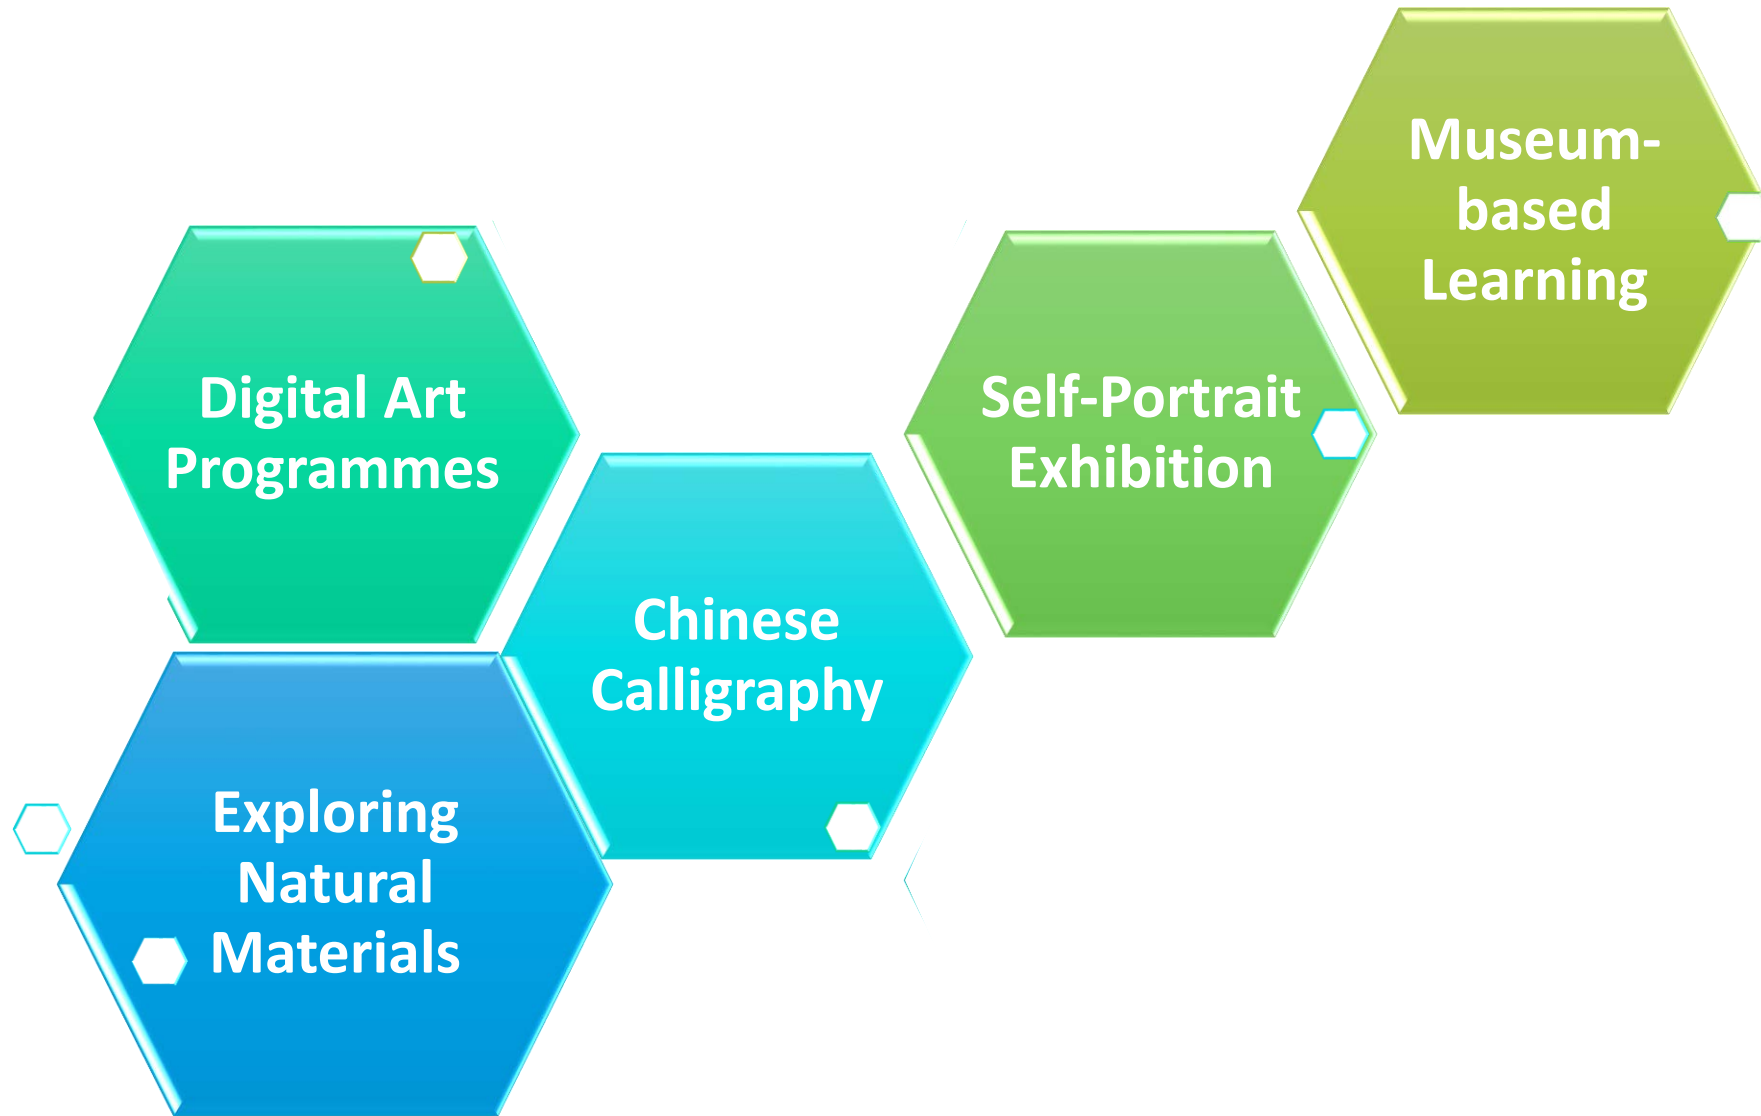 Museum-
based
Learning
Digital Art
Programmes
Self-Portrait
Exhibition
Chinese
Calligraphy
Exploring
Natural
Materials